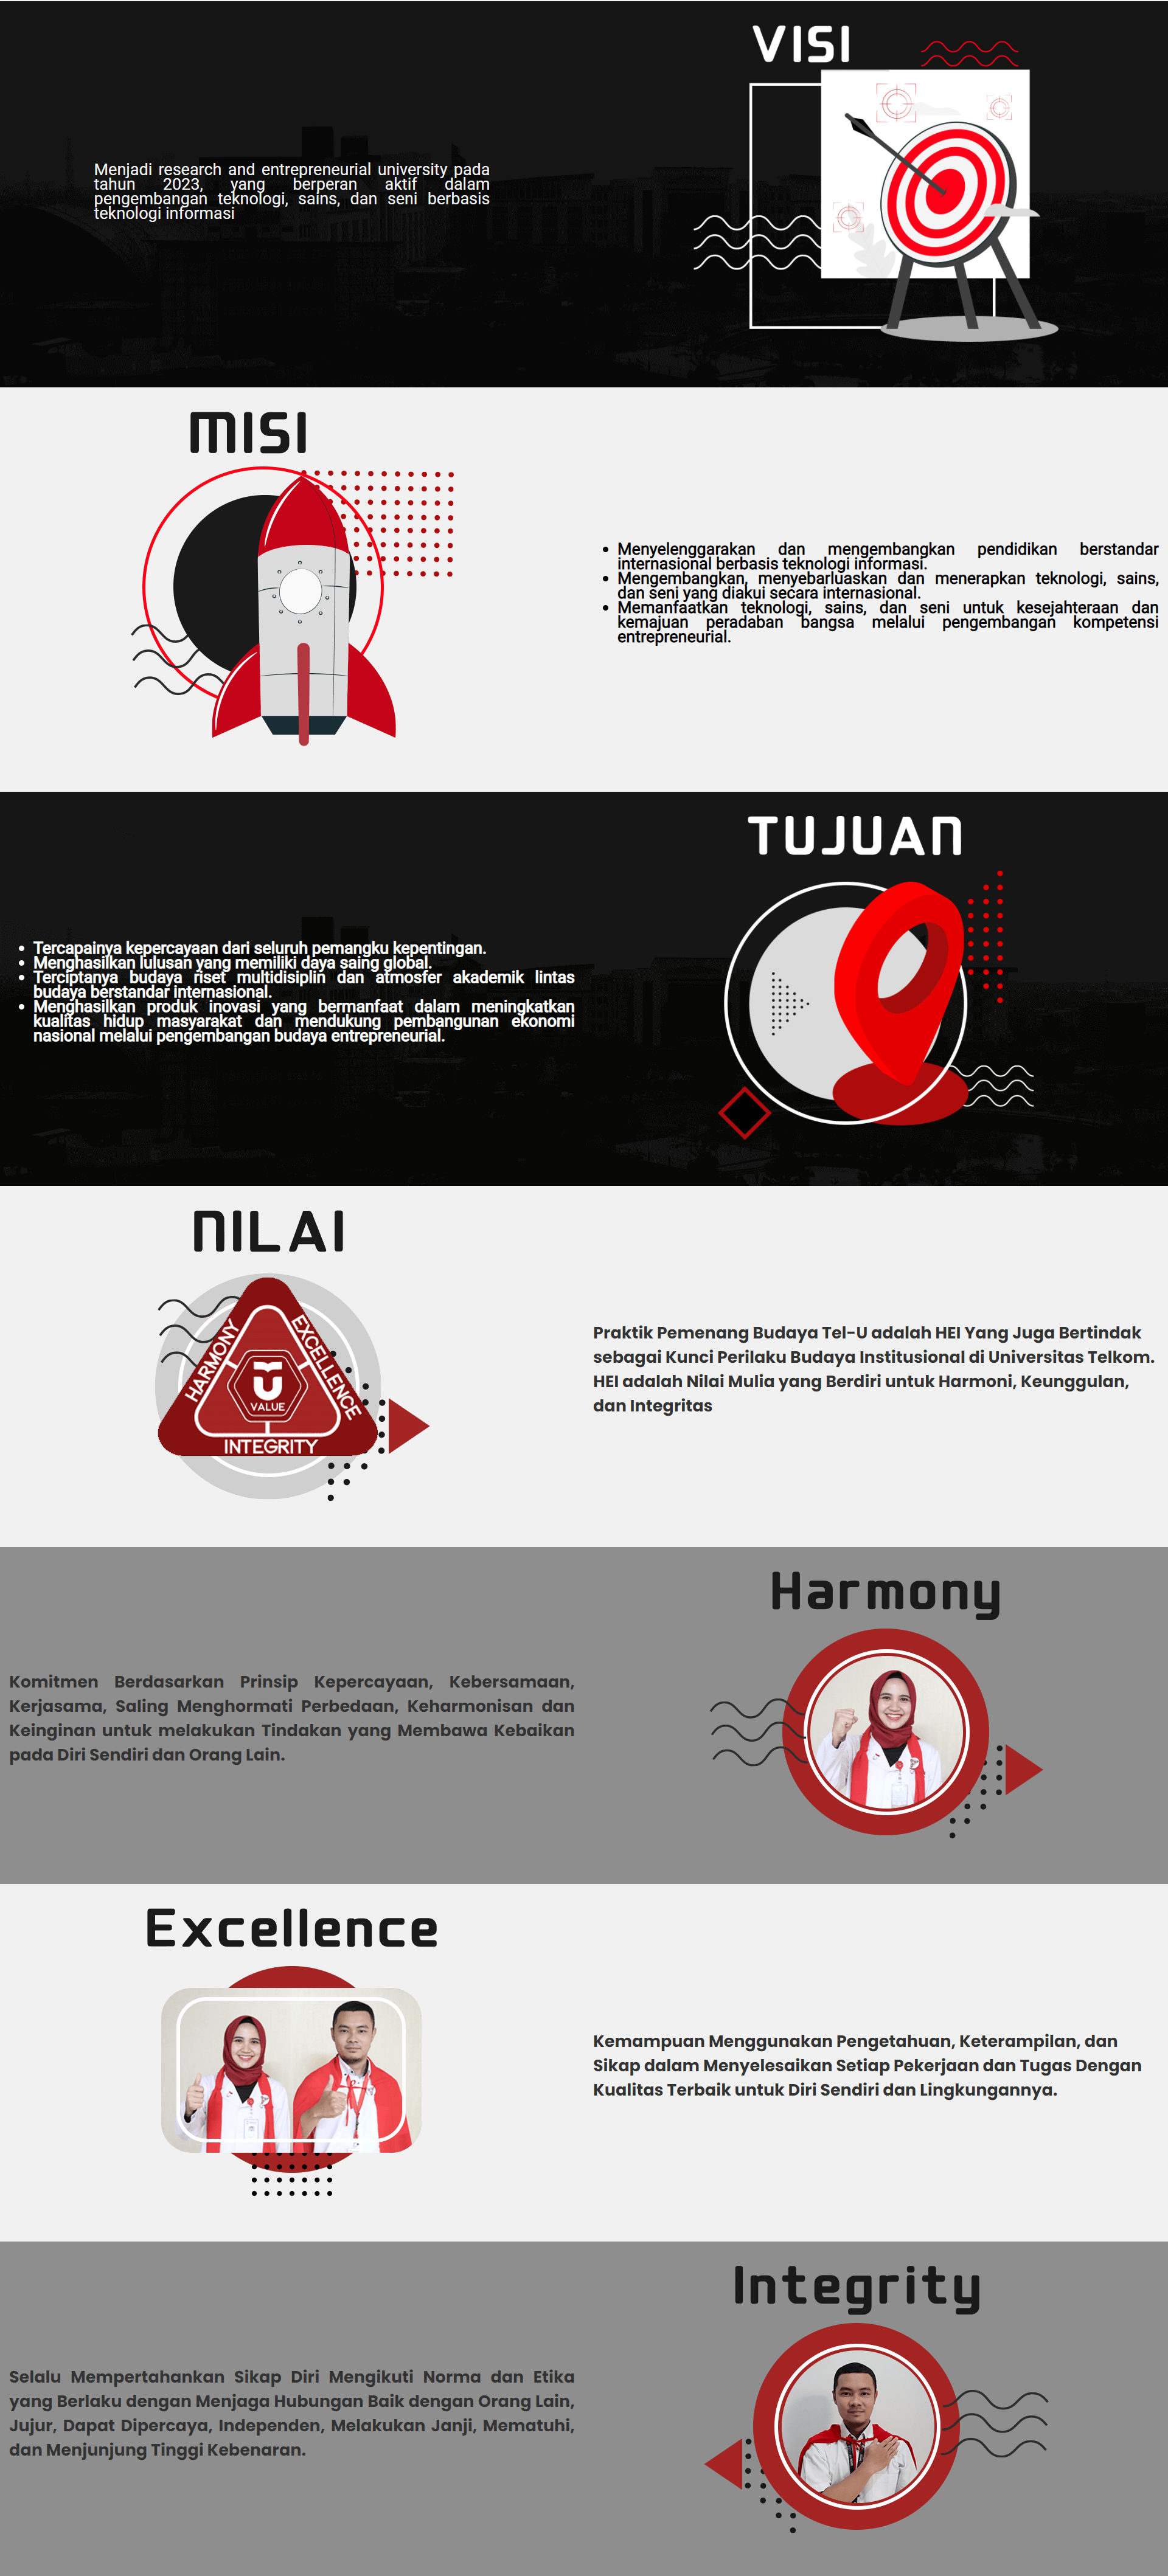 VISI
Menjadi research and entrepreneurial university pada
tahun 2023, yang berperan aktif dalam
pengembangan teknologi, sains, dan seni berbasis
teknologi informasi
MISI
• Menyelenggarakan dan mengembangkan pendidikan berstandar
internasional berbasis teknologi informasi.
• Mengembangkan, menyebarluaskan dan menerapkan teknologi, sains,
dan seni yang diakui secara internasional.
• Memanfaatkan teknologi, sains, dan seni untuk kesejahteraan dan
kemajuan peradaban bangsa melalui pengembangan kompetensi
entrepreneurial.
TUJUAN
• Tercapainya kepercayaan dari seluruh pemangku kepentingan.
• Menghasilkan lulusan yang memiliki daya saing global.
• Terciptanya budaya riset multidisiplin dan atmosfer akademik lintas
budaya berstandar internasional.
• Menghasilkan produk inovasi yang bermanfaat dalam meningkatkan
kualitas hidup masyarakat dan mendukung pembangunan ekonomi
nasional melalui pengembangan budaya entrepreneurial.
NILAI
HARMONY
EXCELLENCE
VALUE
INTEGRITY
Praktik Pemenang Budaya Tel-U adalah HEI Yang Juga Bertindak
sebagai Kunci Perilaku Budaya Institusional di Universitas Telkom.
HEI adalah Nilai Mulia yang Berdiri untuk Harmoni, Keunggulan,
dan Integritas
Harmony
Komitmen Berdasarkan Prinsip Kepercayaan, Kebersamaan,
Kerjasama, Saling Menghormati Perbedaan, Keharmonisan dan
Keinginan untuk melakukan Tindakan yang Membawa Kebaikan
pada Diri Sendiri dan Orang Lain.
Excellence
Kemampuan Menggunakan Pengetahuan, Keterampilan, dan
Sikap dalam Menyelesaikan Setiap Pekerjaan dan Tugas Dengan
Kualitas Terbaik untuk Diri Sendiri dan Lingkungannya.
Integrity
Selalu Mempertahankan Sikap Diri Mengikuti Norma dan Etika
yang Berlaku dengan Menjaga Hubungan Baik dengan Orang Lain,
Jujur, Dapat Dipercaya, Independen, Melakukan Janji, Mematuhi,
dan Menjunjung Tinggi Kebenaran.